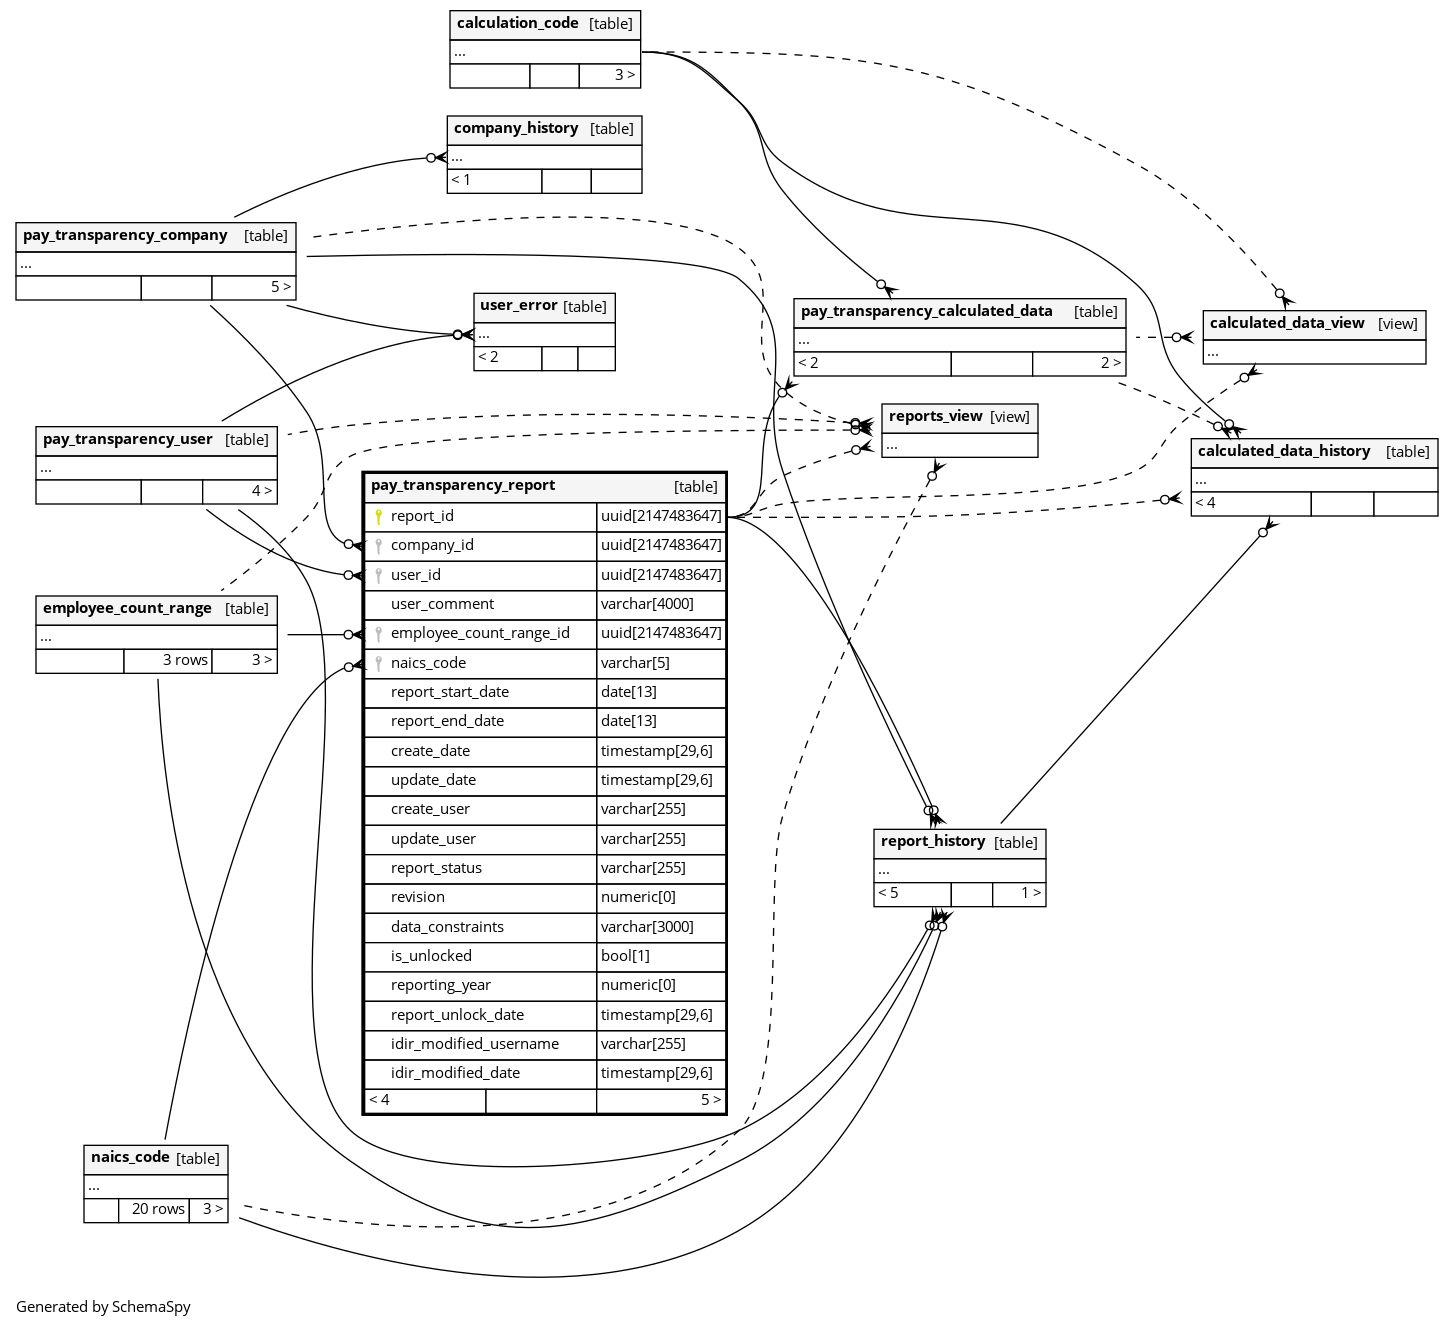 calculation_code [table]
...
3 >
company_history [table]
...
< 1
pay_transparency_company [table]
...
5 >
user_error [table]
...
< 2
pay_transparency_calculated_data [table]
...
< 2 2 >
calculated_data_view [view]
...
reports_view [view]
...
pay_transparency_user [table]
...
4 >
calculated_data_history [table]
...
< 4
pay_transparency_report [table]
report_id uuid[2147483647]
company_id uuid[2147483647]
user_id uuid[2147483647]
user_comment varchar[4000]
employee_count_range_id uuid[2147483647]
naics_code varchar[5]
report_start_date date[13]
report_end_date date[13]
create_date timestamp[29,6]
update_date timestamp[29,6]
create_user varchar[255]
update_user varchar[255]
report_status varchar[255]
revision numeric[0]
data_constraints varchar[3000]
is_unlocked bool[1]
reporting_year numeric[0]
report_unlock_date timestamp[29,6]
idir_modified_username varchar[255]
idir_modified_date timestamp[29,6]
< 4 5 >
employee_count_range [table]
...
3 rows 3 >
report_history [table]
...
< 5 1 >
naics_code [table]
...
20 rows 3 >
Generated by SchemaSpy